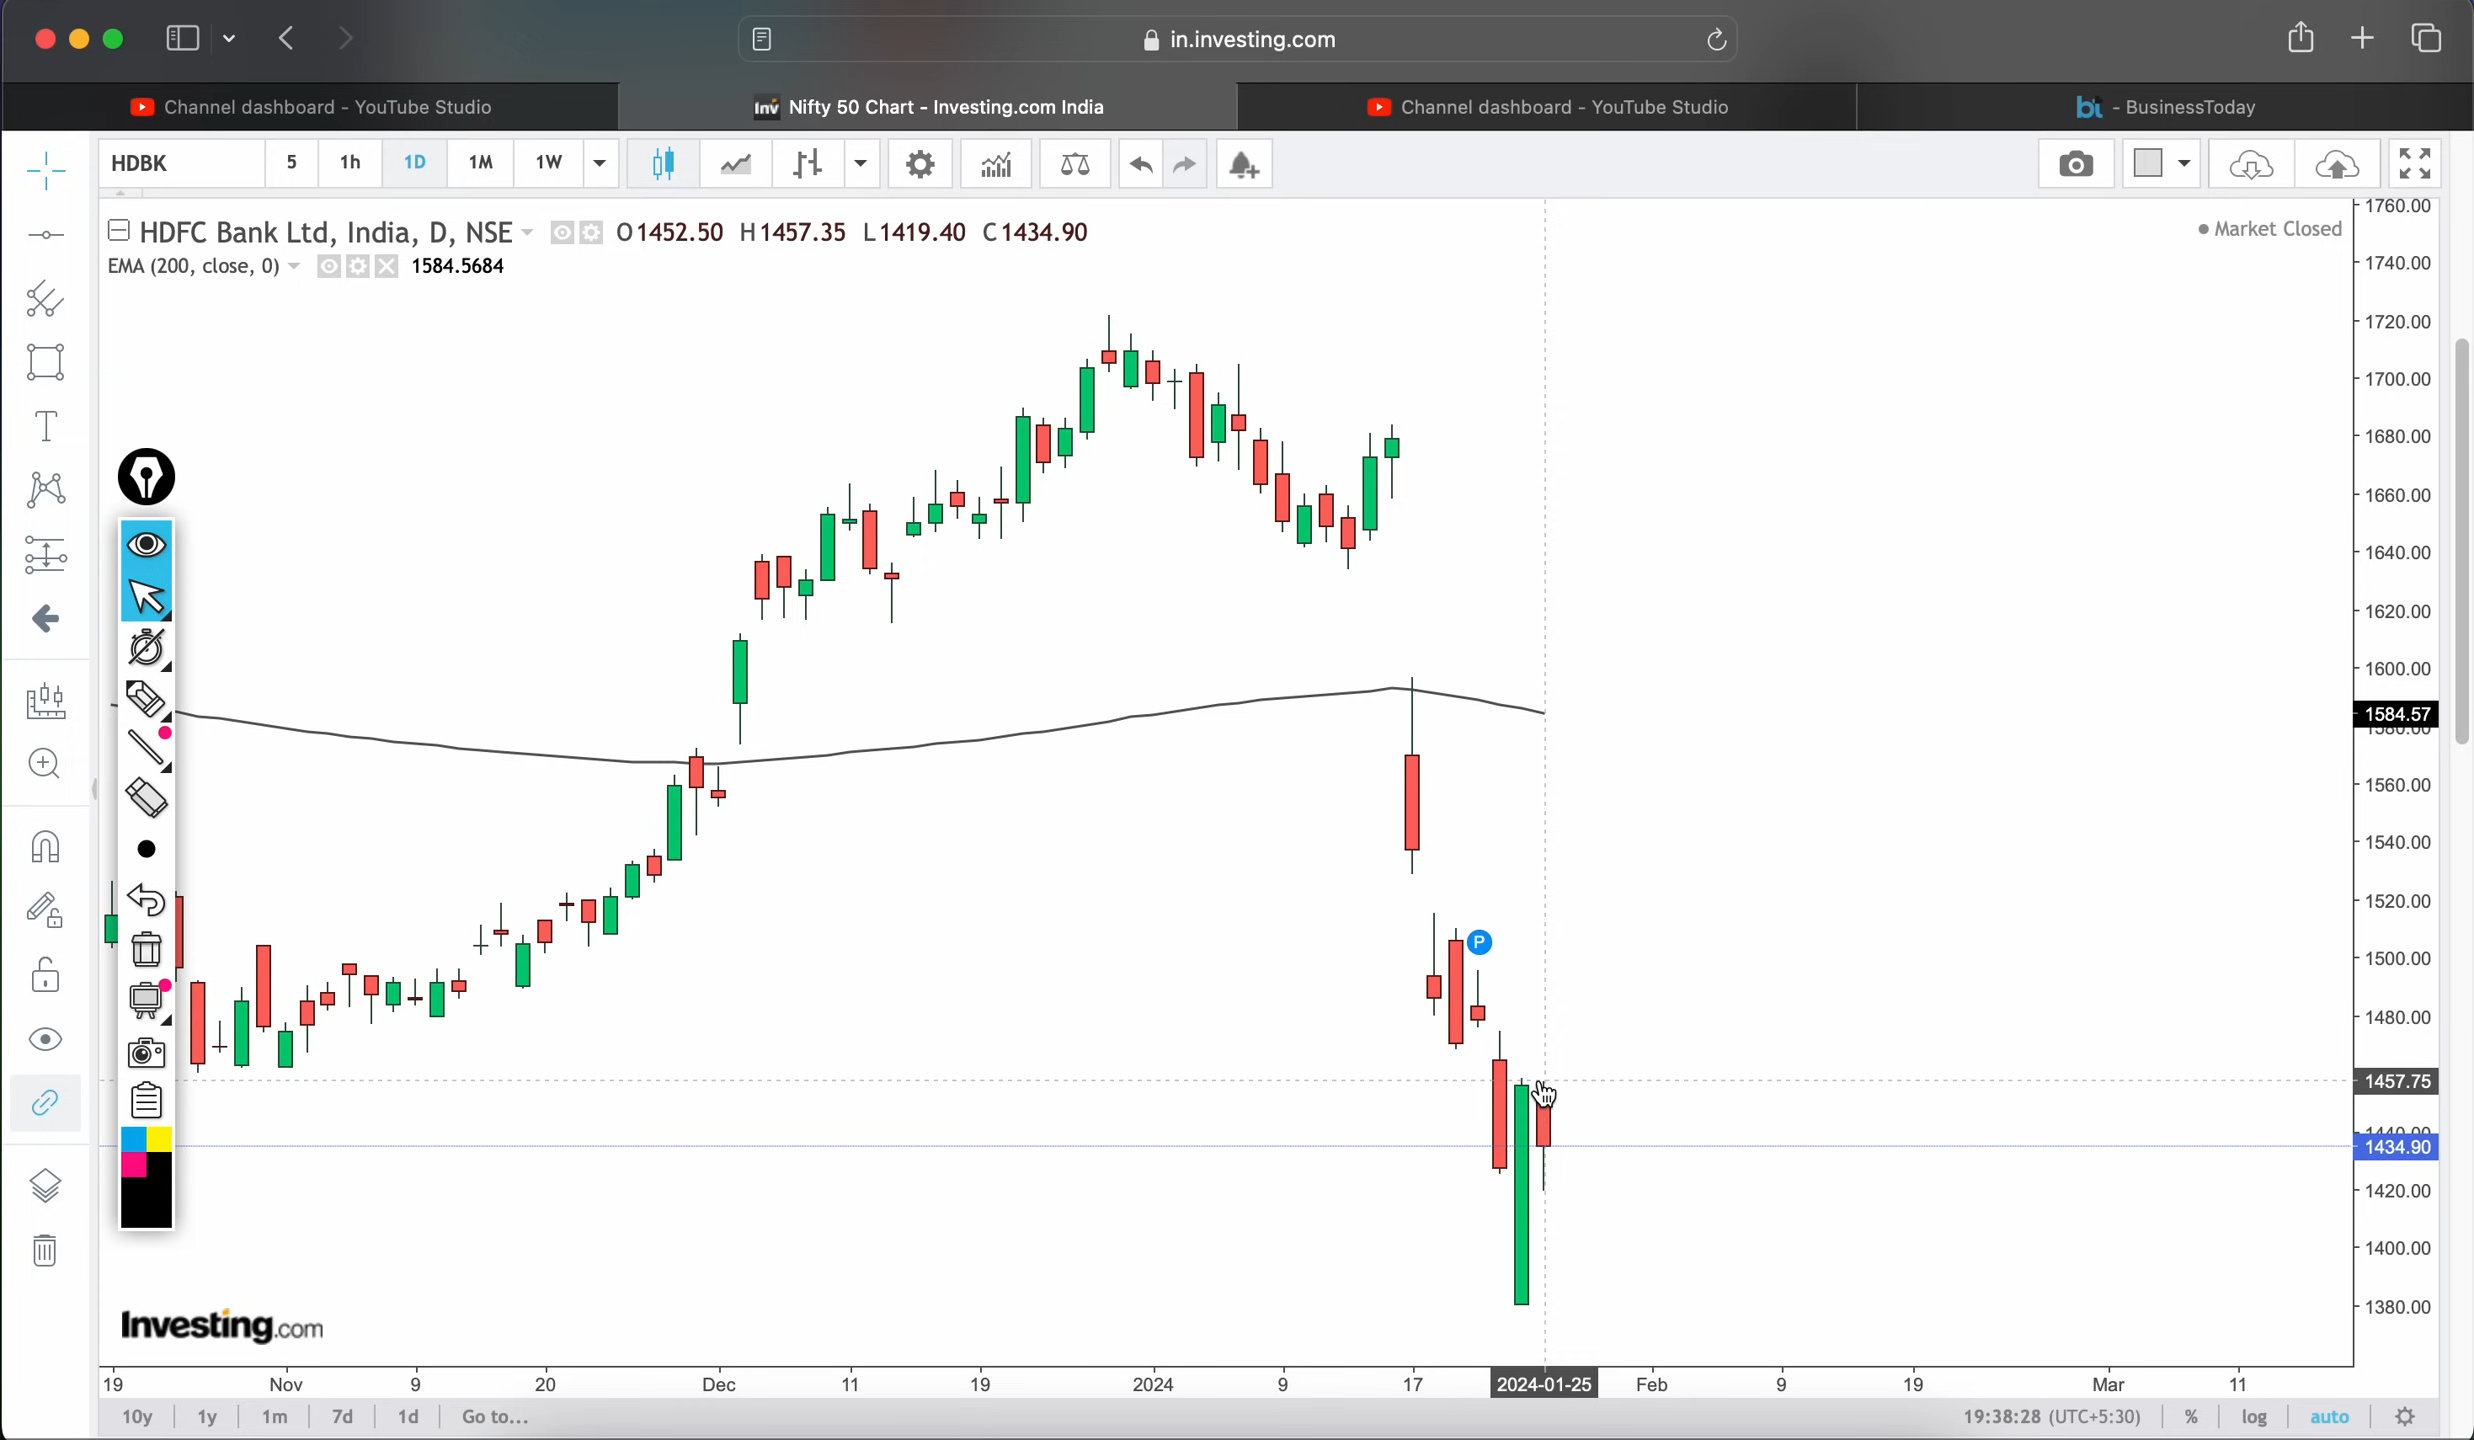 in.investing.com
Channel dashboard - YouTube Studio
Inv Nifty 50 Chart - Investing.com India
Channel dashboard - YouTube Studio
bt - BusinessToday
HDBK 5 1h 1D 1M 1W
HDFC Bank Ltd, India, D, NSE O1452.50 H1457.35 L1419.40 C1434.90
Market Closed
EMA (200, close, 0) 1584.5684
1760.00
1740.00
1720.00
1700.00
1680.00
1660.00
1640.00
1620.00
1600.00
1584.57
1580.00
1560.00
1540.00
1520.00
P
1500.00
1480.00
1457.75
1440.00
1434.90
1420.00
1400.00
1380.00
Investing.com
19 Nov 9 20 Dec 11 19 2024 9 17 2024-01-25 Feb 9 19 Mar 11
10y 1y 1m 7d 1d Go to... 19:38:28 (UTC+5:30) % log auto